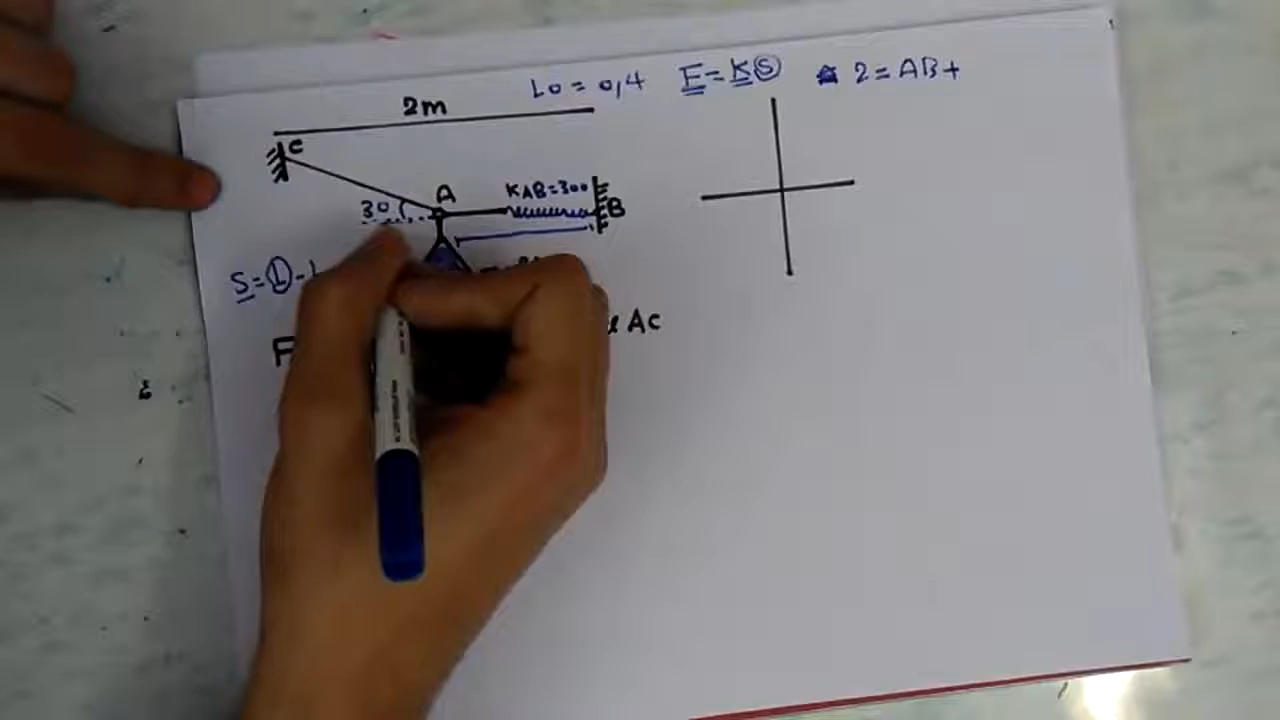 Lo = 0,4 F = KS 2 = AB +
2m
C
A
KAB=300
30
B
S = L -
F
AC